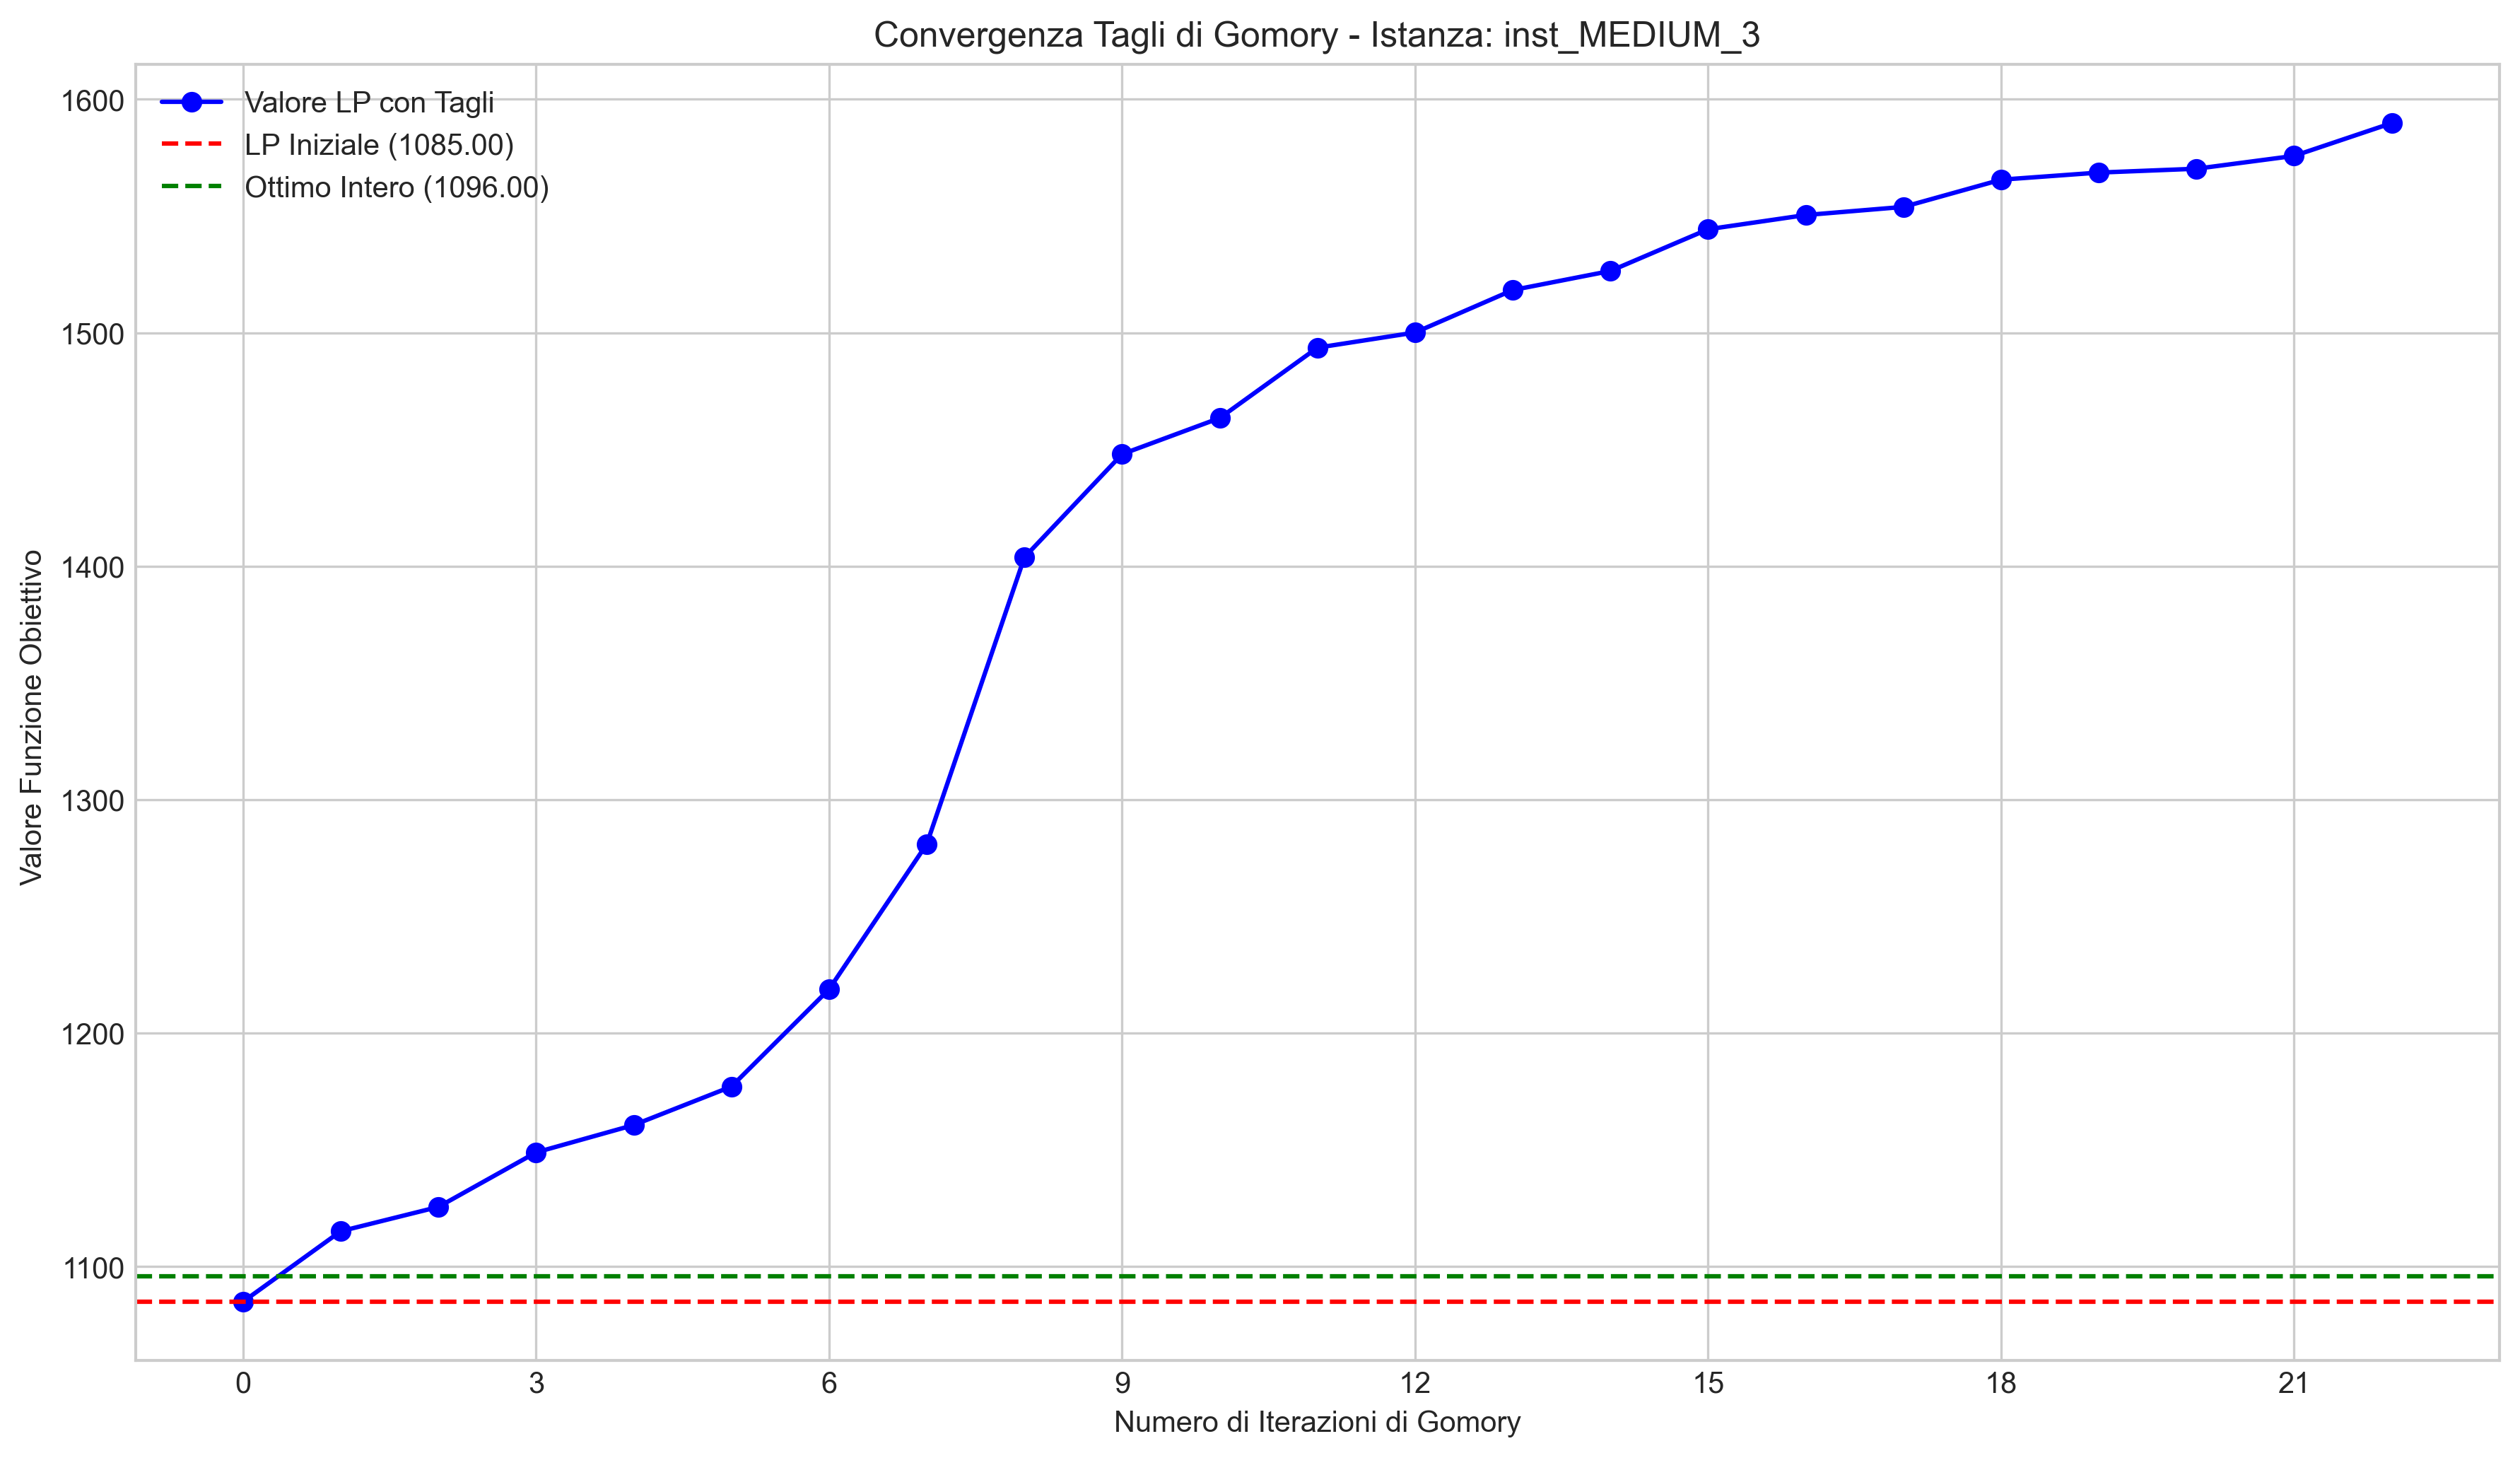 Convergenza Tagli di Gomory - Istanza: inst_MEDIUM_3
Valore LP con Tagli
LP Iniziale (1085.00)
Ottimo Intero (1096.00)
Valore Funzione Obiettivo
1600
1500
1400
1300
1200
1100
0 3 6 9 12 15 18 21
Numero di Iterazioni di Gomory